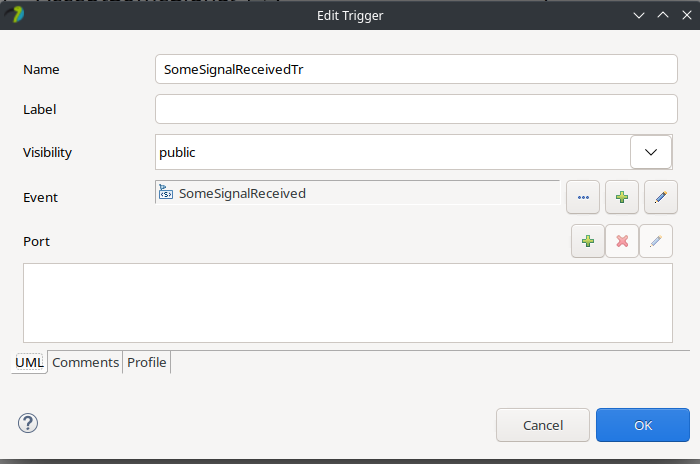 Edit Trigger
Name SomeSignalReceivedTr
Label
Visibility public
Event SomeSignalReceived
Port
UML Comments Profile
Cancel OK